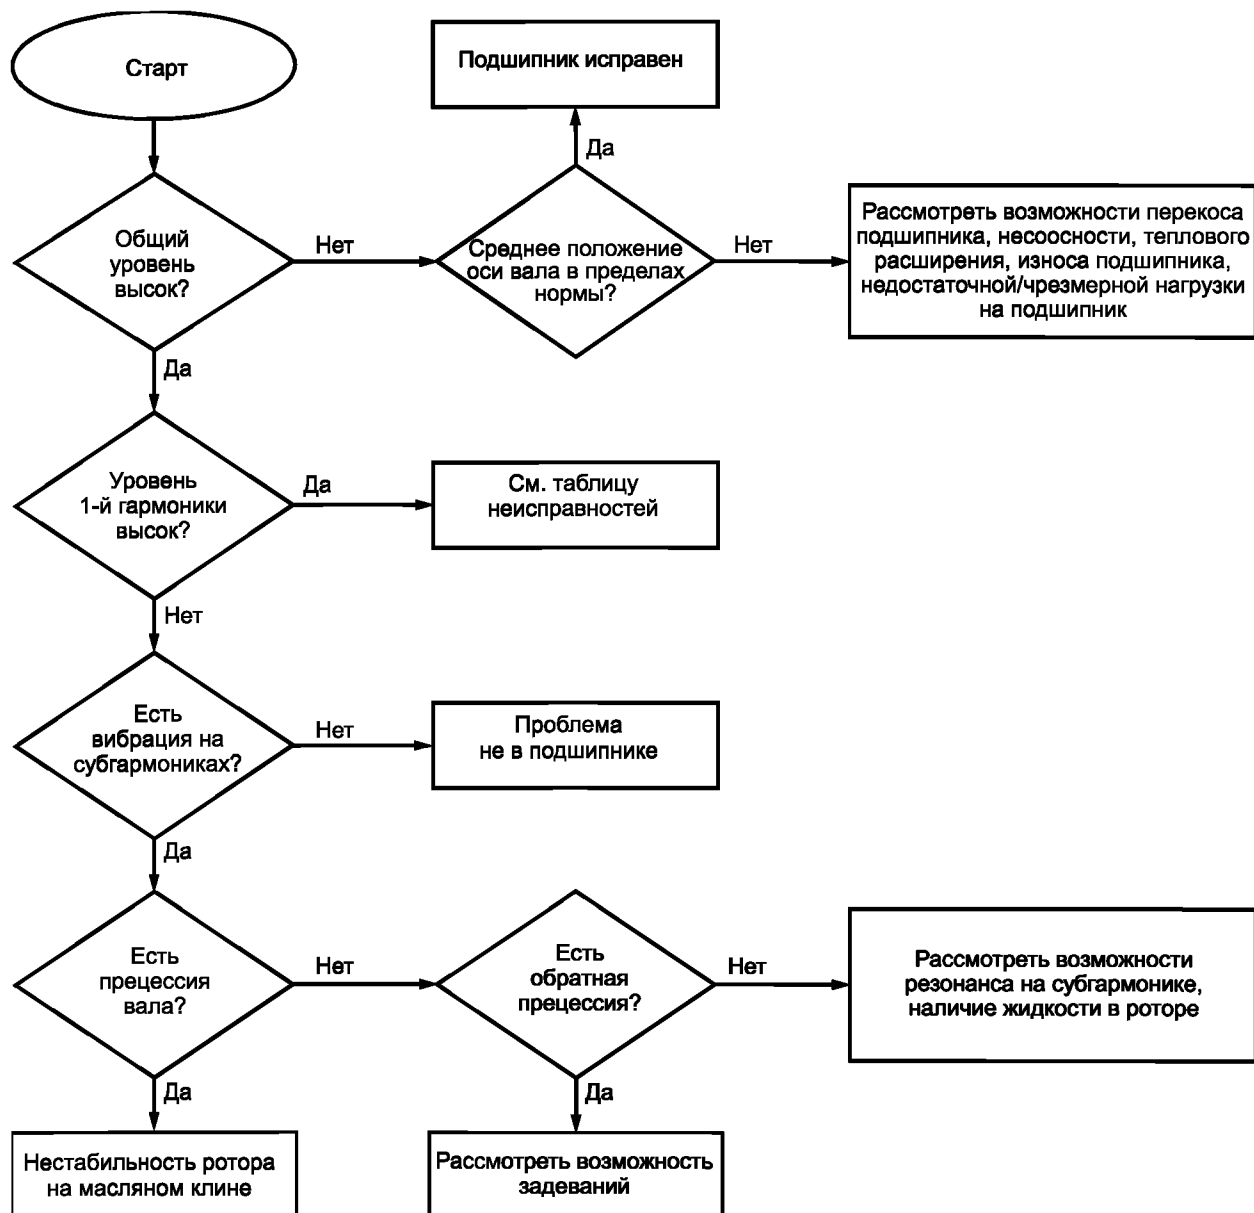 Старт
Подшипник исправен
Да
Общий
уровень
высок?
Нет
Среднее положение
оси вала в пределах
нормы?
Нет
Рассмотреть возможности перекоса
подшипника, несоосности, теплового
расширения, износа подшипника,
недостаточной/чрезмерной нагрузки
на подшипник
Да
Уровень
1-й гармоники
высок?
Да
См. таблицу
неисправностей
Нет
Есть
вибрация на
субгармониках?
Нет
Проблема
не в подшипнике
Да
Есть
прецессия
вала?
Нет
Есть
обратная
прецессия?
Нет
Рассмотреть возможности
резонанса на субгармонике,
наличие жидкости в роторе
Да
Да
Нестабильность ротора
на масляном клине
Рассмотреть возможность
задеваний